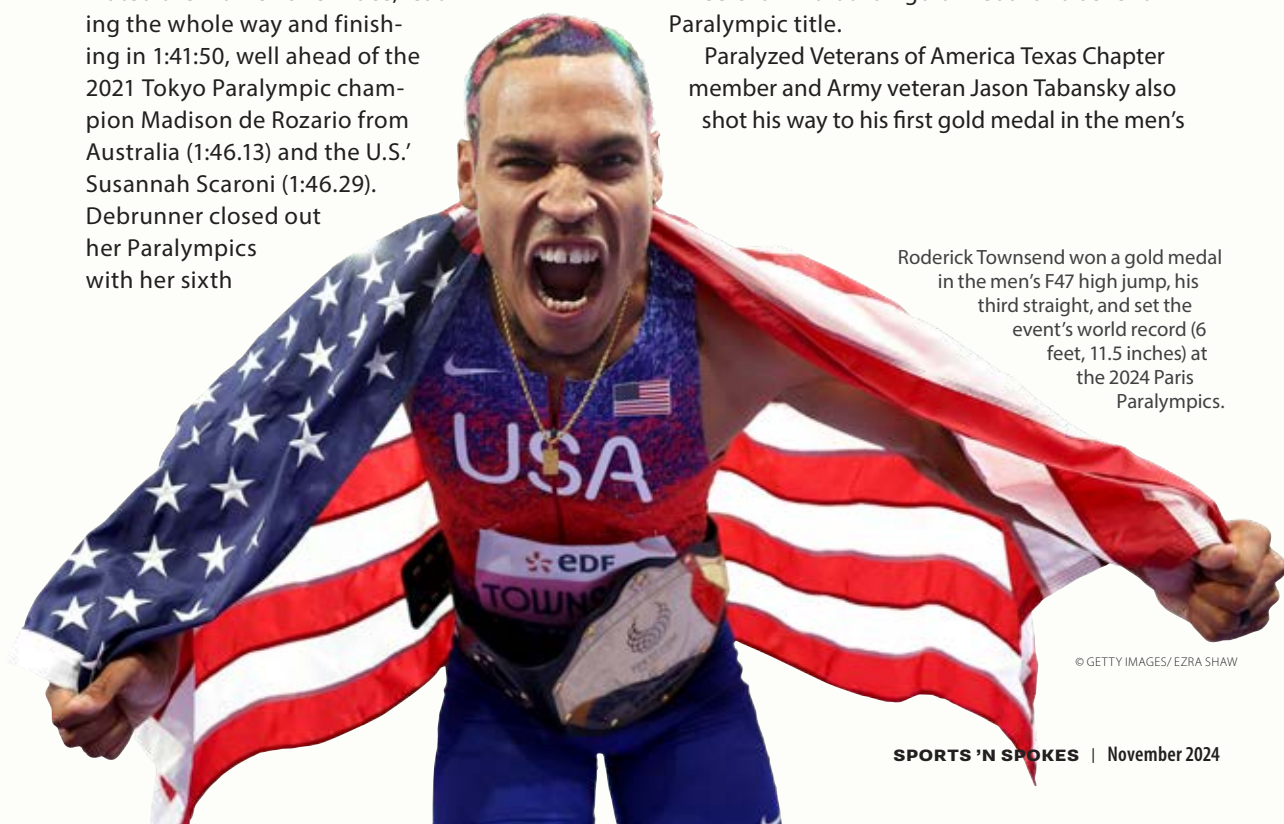 ing the whole way and finish-
ing in 1:41:50, well ahead of the
2021 Tokyo Paralympic cham-
pion Madison de Rozario from
Australia (1:46.13) and the U.S.’
Susannah Scaroni (1:46.29).
Debrunner closed out
her Paralympics
with her sixth
Paralympic title.
Paralyzed Veterans of America Texas Chapter
member and Army veteran Jason Tabansky also
shot his way to his first gold medal in the men’s
Roderick Townsend won a gold medal
in the men’s F47 high jump, his
third straight, and set the
event’s world record (6
feet, 11.5 inches) at
the 2024 Paris
Paralympics.
USA
eDF
TOWNS
© GETTY IMAGES/ EZRA SHAW
SPORTS ’N SPOKES | November 2024